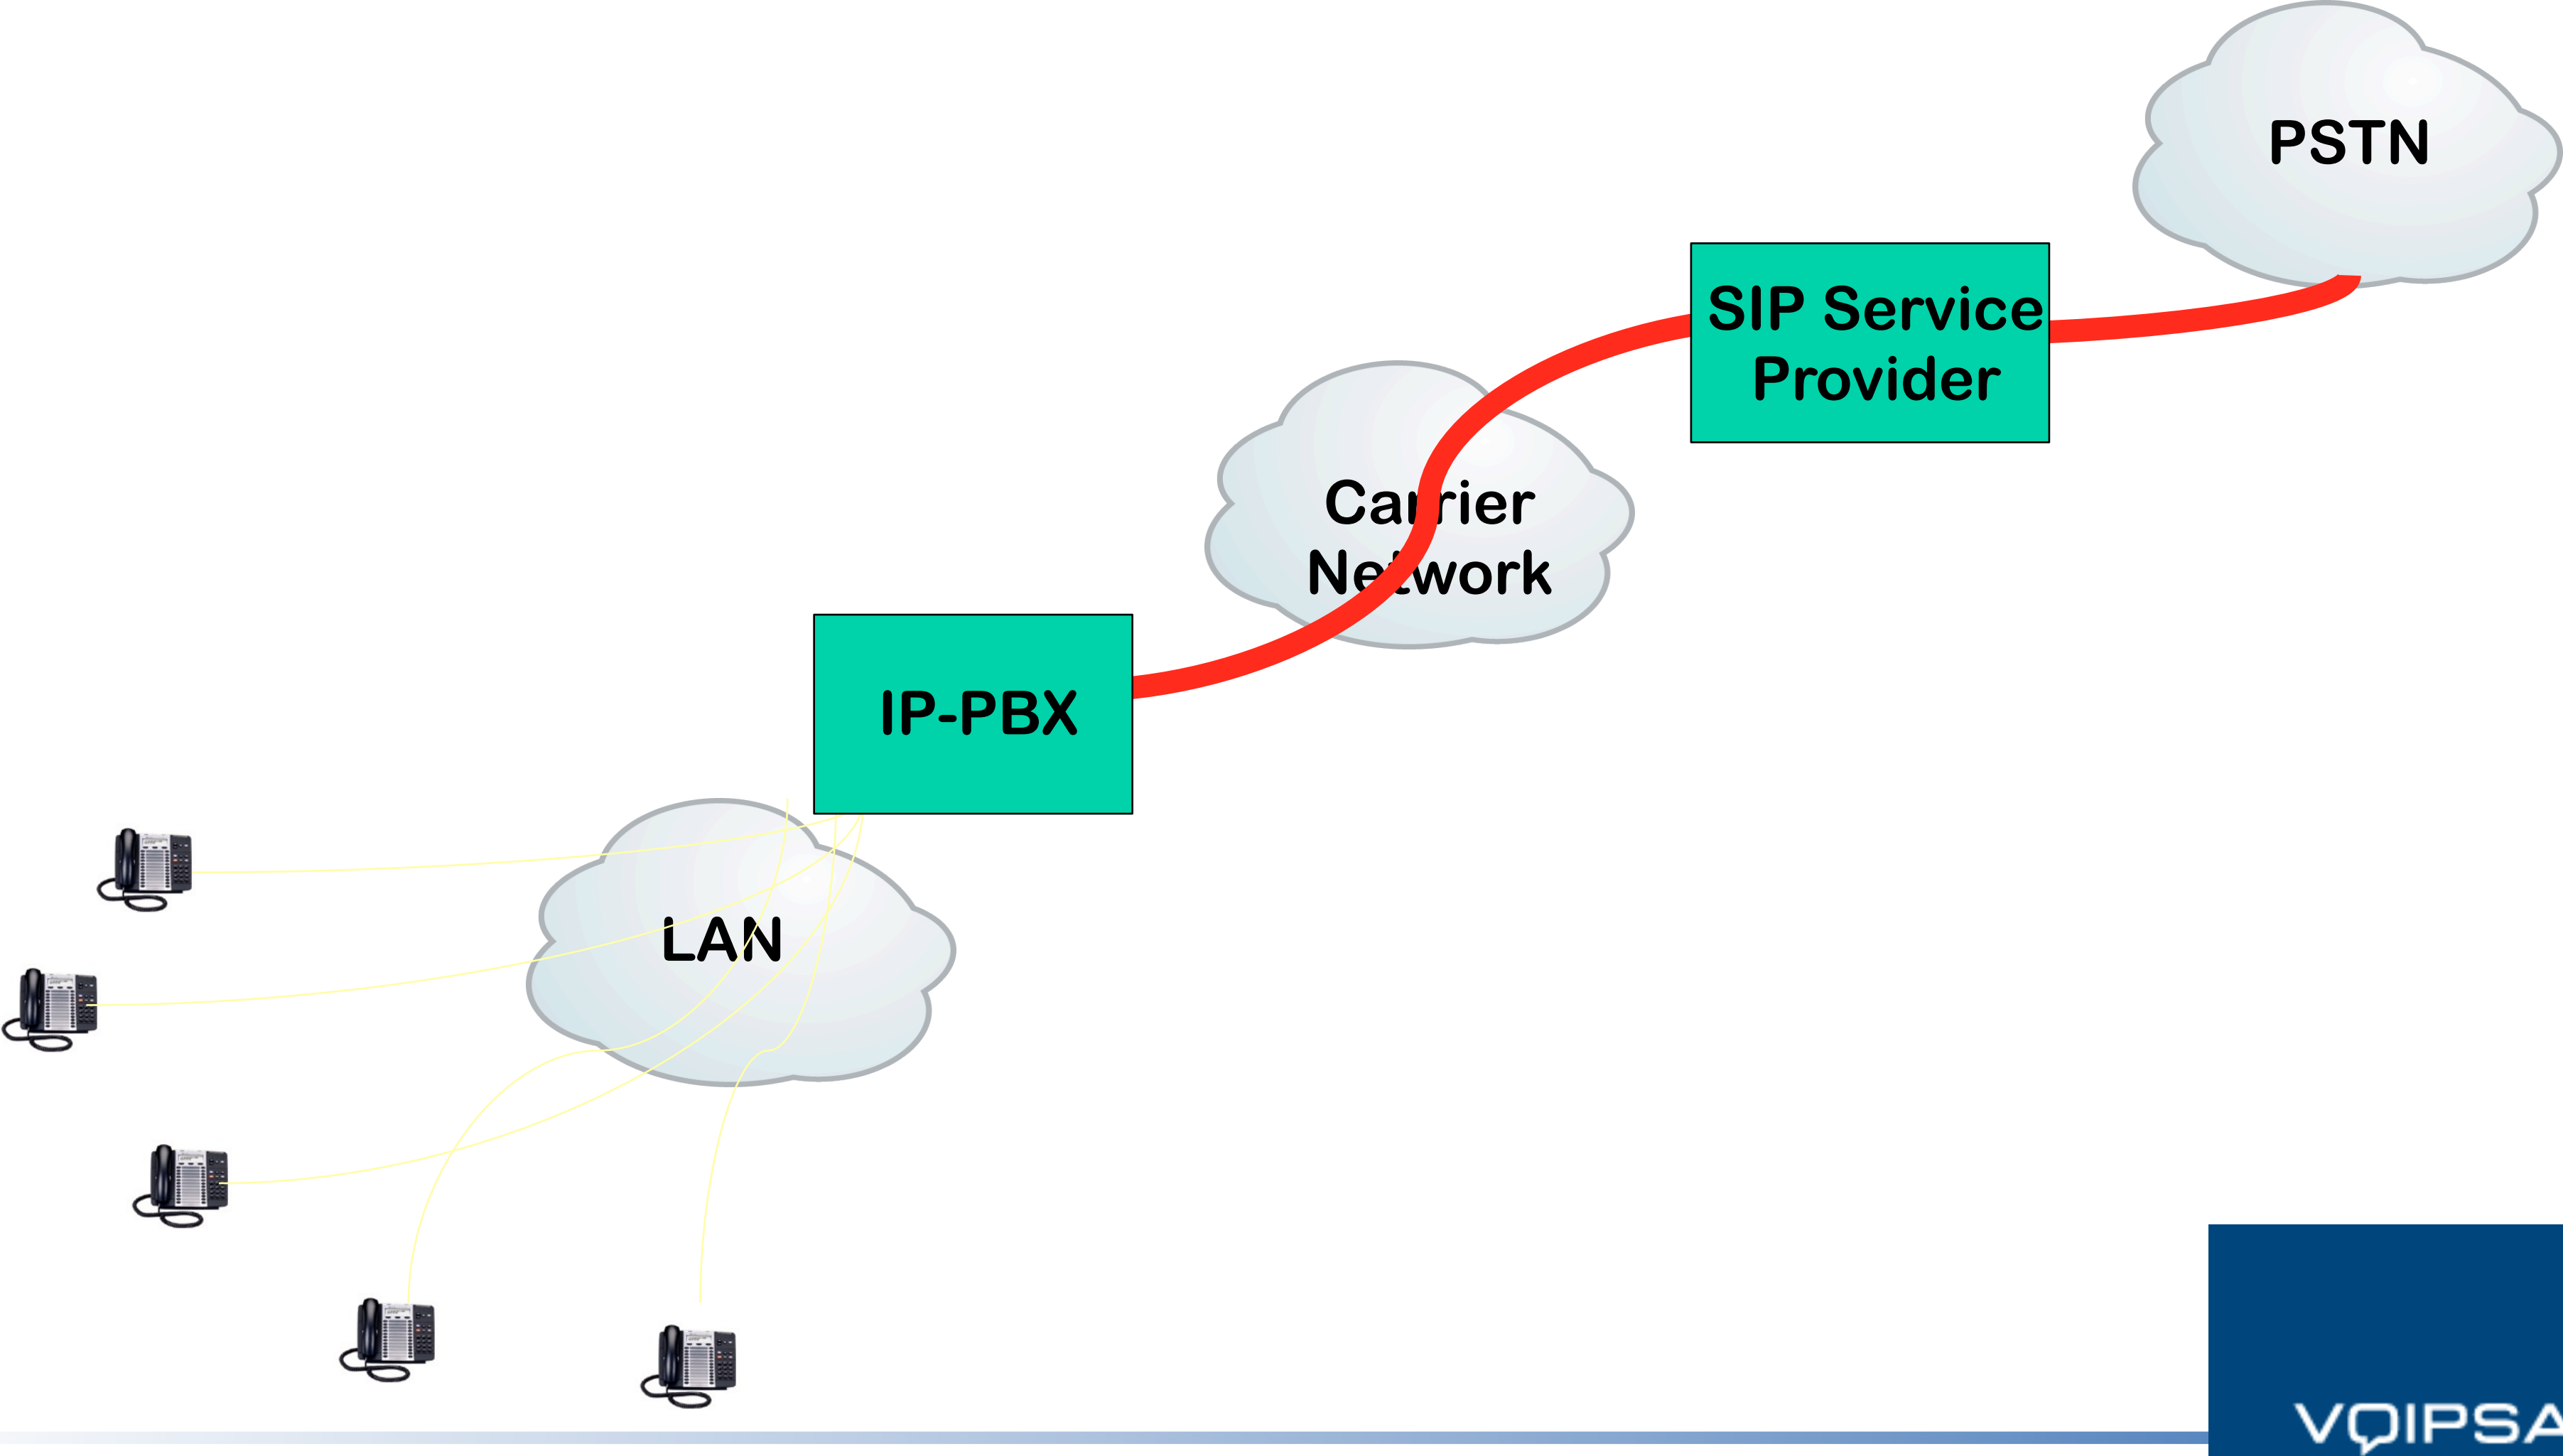 PSTN
SIP Service
Provider
Carrier
Network
IP-PBX
LAN
VOIPSA